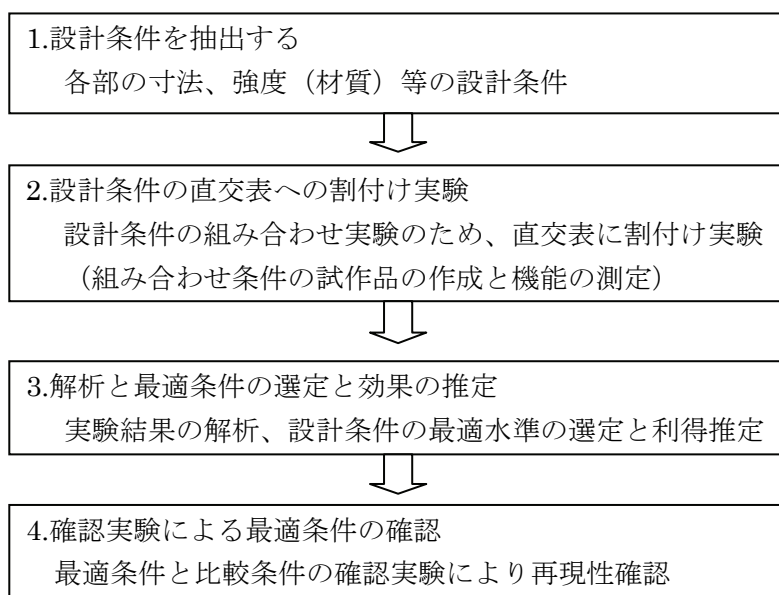 1.設計条件を抽出する
各部の寸法、強度（材質）等の設計条件
2.設計条件の直交表への割付け実験
設計条件の組み合わせ実験のため、直交表に割付け実験
（組み合わせ条件の試作品の作成と機能の測定）
3.解析と最適条件の選定と効果の推定
実験結果の解析、設計条件の最適水準の選定と利得推定
4.確認実験による最適条件の確認
最適条件と比較条件の確認実験により再現性確認